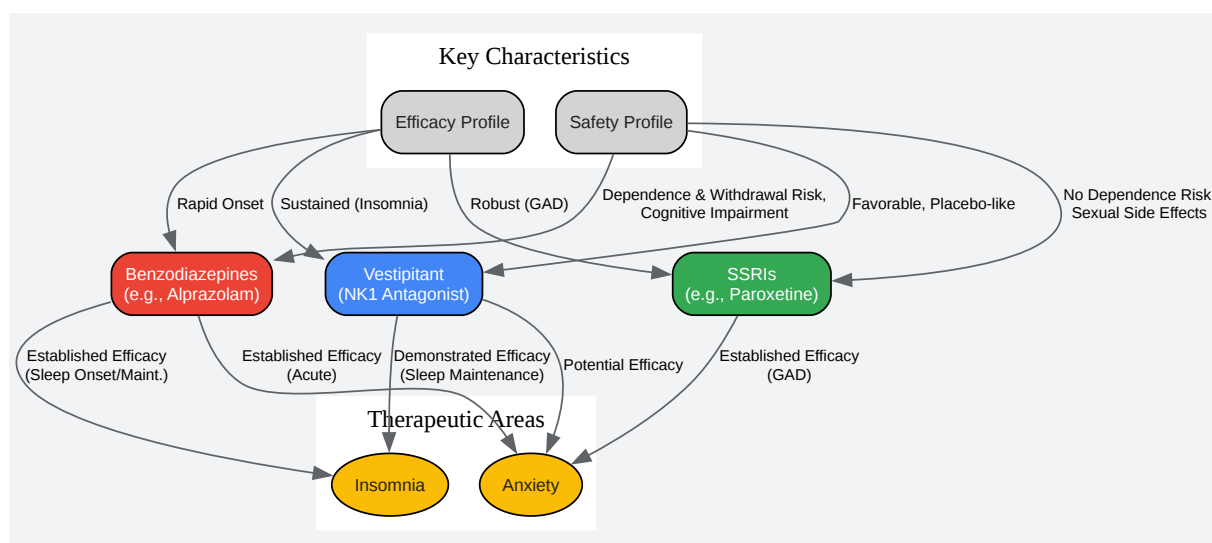 Key Characteristics
Efficacy Profile
Safety Profile
Rapid Onset
Sustained (Insomnia)
Robust (GAD)
Dependence & Withdrawal Risk,
Cognitive Impairment
Favorable, Placebo-like
No Dependence Risk
Sexual Side Effects
Benzodiazepines
(e.g., Alprazolam)
Vestipitant
(NK1 Antagonist)
SSRIs
(e.g., Paroxetine)
Established Efficacy
(Sleep Onset/Maint.)
Established Efficacy
(Acute)
Demonstrated Efficacy
(Sleep Maintenance)
Potential Efficacy
Established Efficacy
(GAD)
Therapeutic Areas
Insomnia
Anxiety